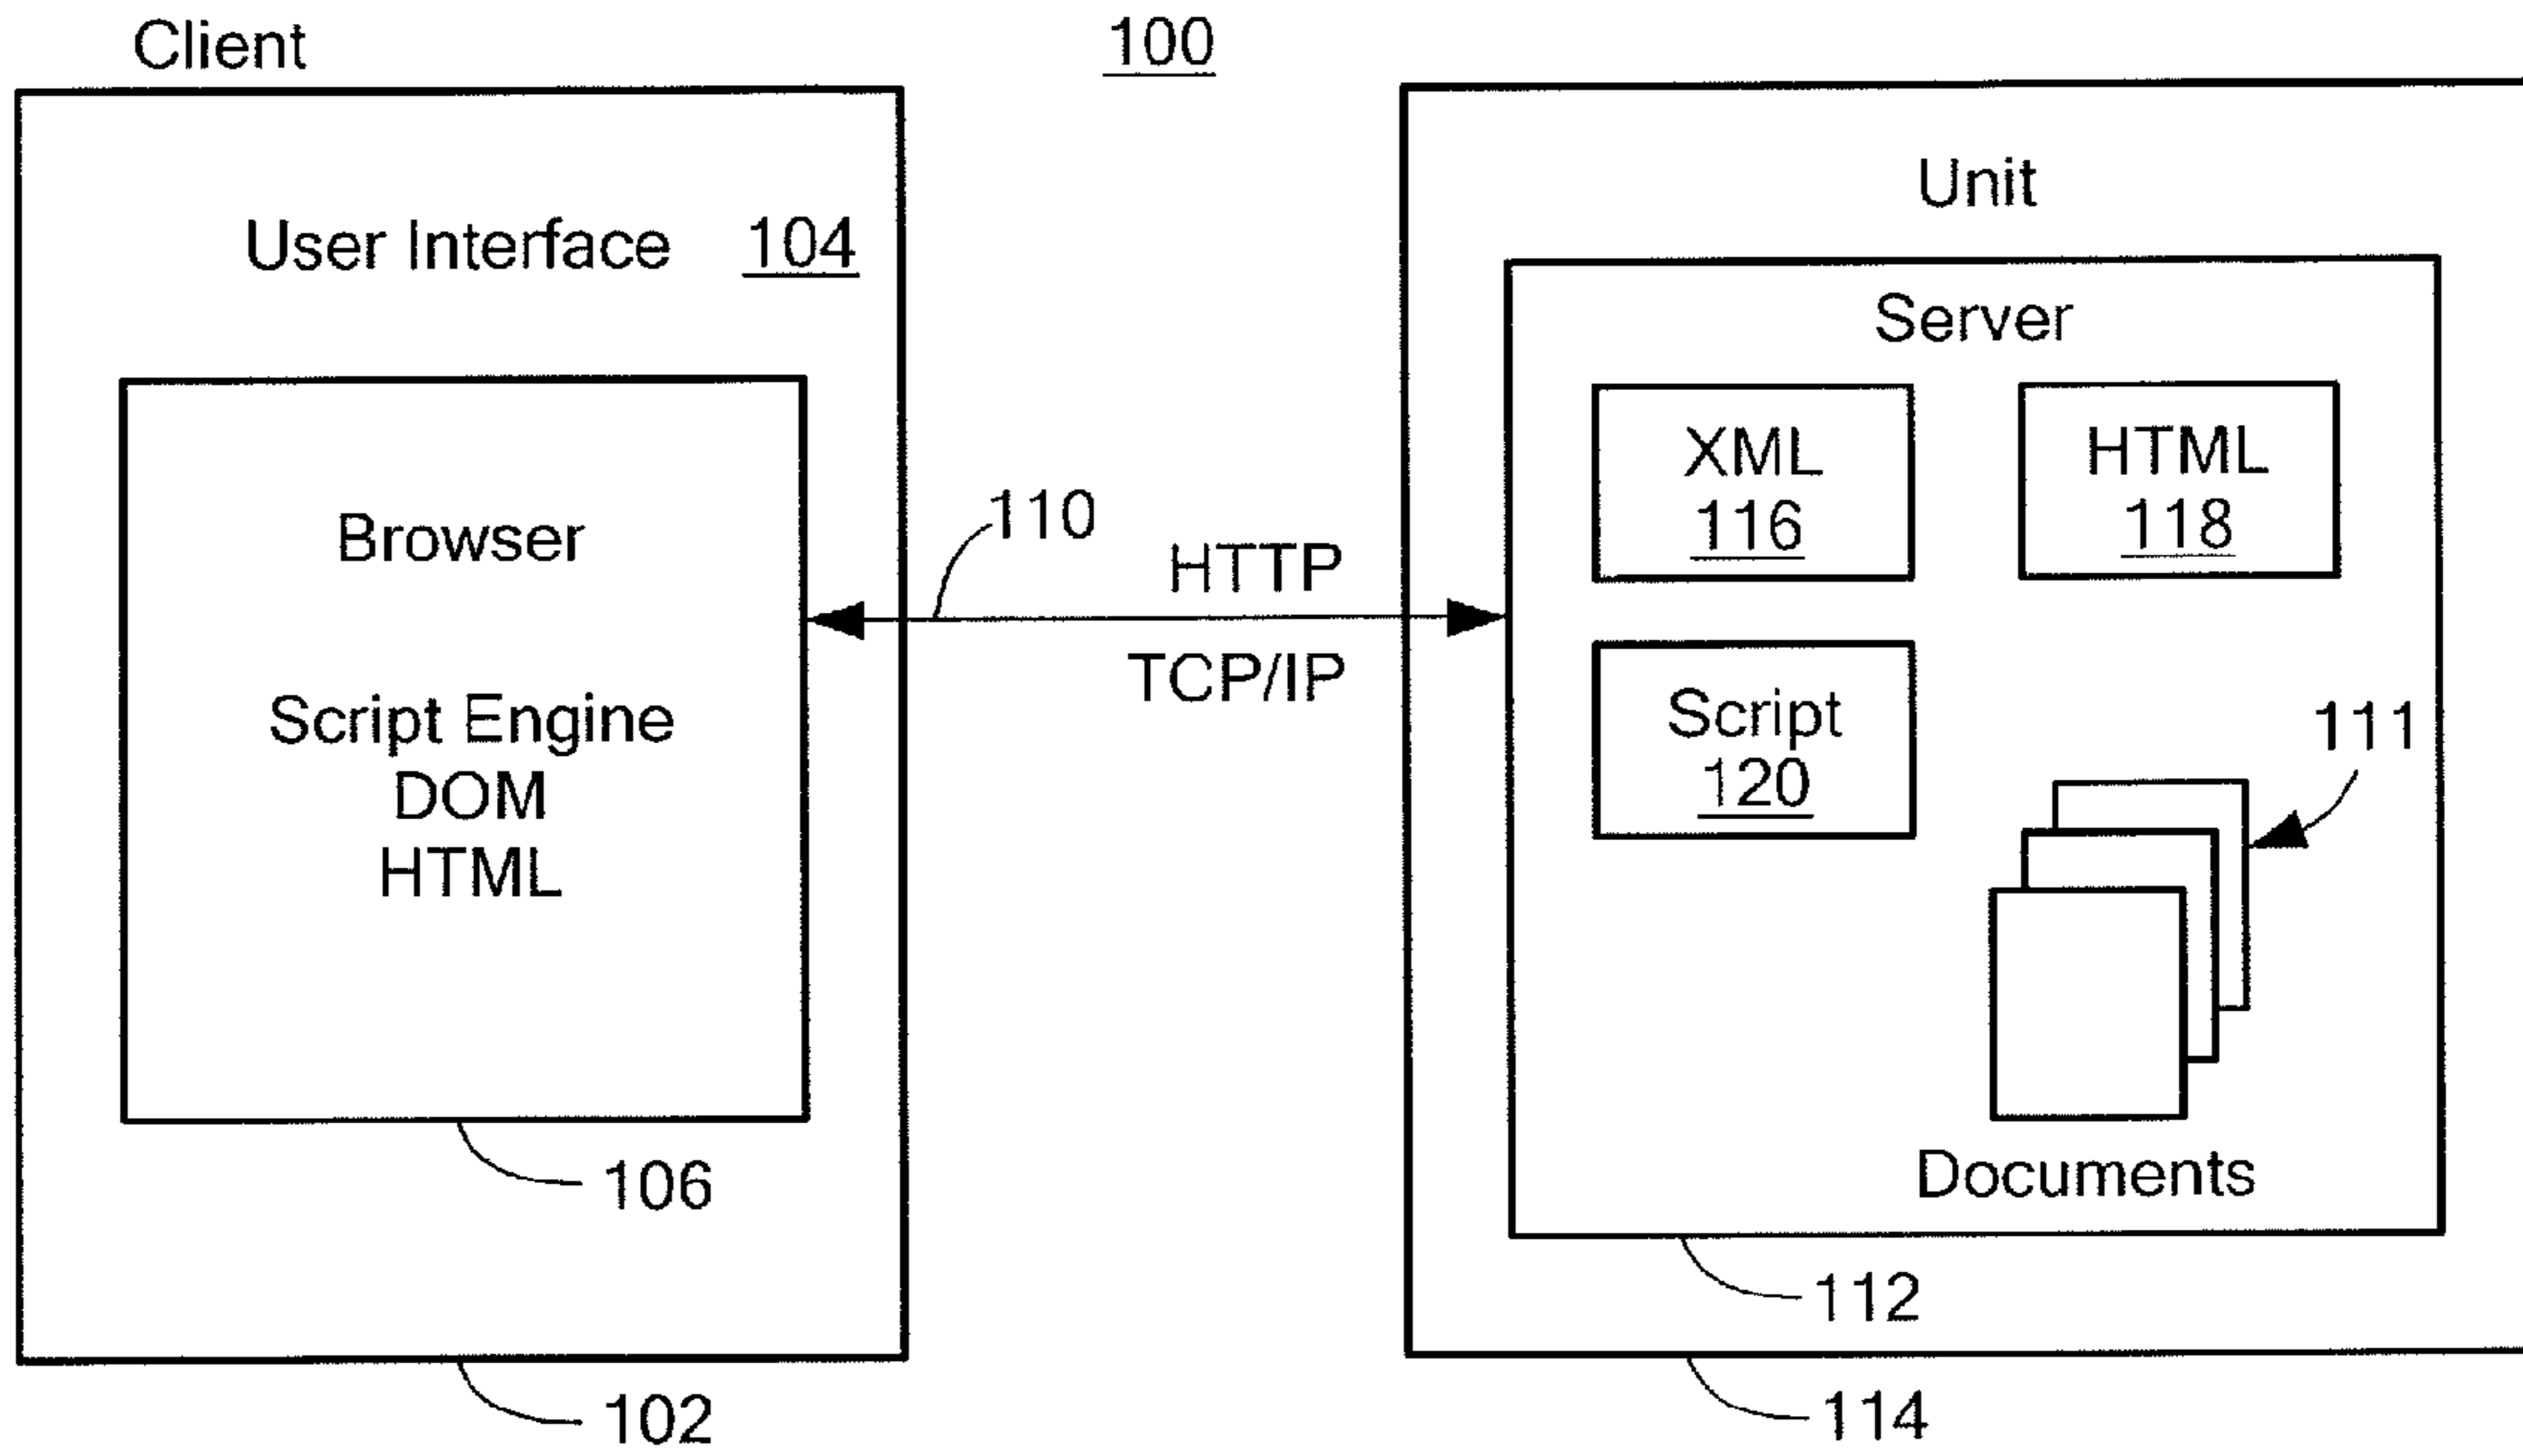 100
Client
User Interface 104
Browser
Script Engine
DOM
HTML
106
102
110
HTTP
TCP/IP
Unit
Server
XML
116
HTML
118
Script
120
111
Documents
112
114